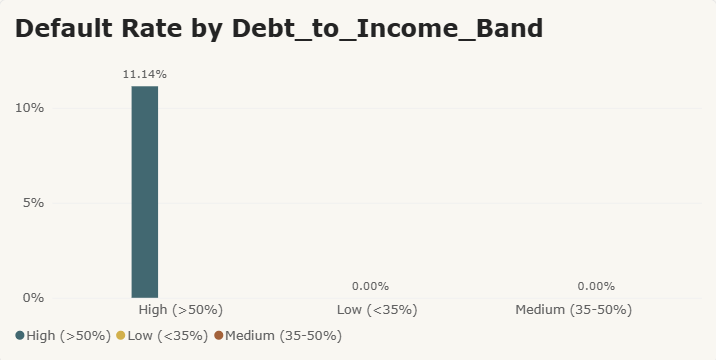 Default Rate by Debt_to_Income_Band
11.14%
10%
5%
0.00%
0.00%
0%
High (>50%)
Low (<35%)
Medium (35-50%)
High (>50%) Low (<35%) Medium (35-50%)